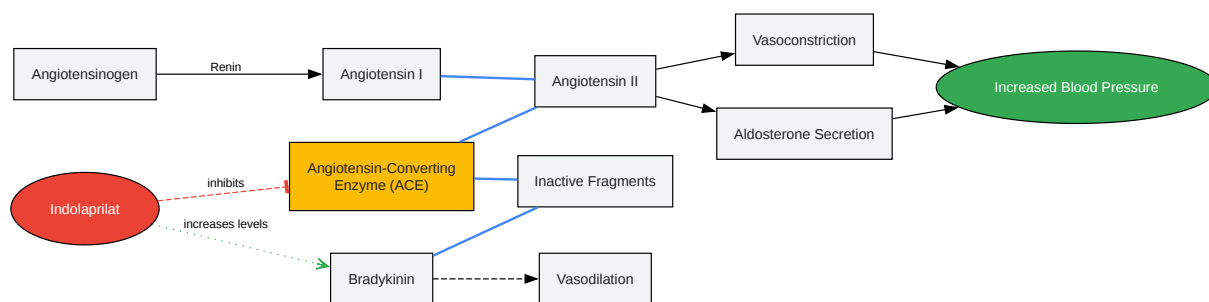 Angiotensinogen
Renin
Angiotensin I
Angiotensin II
Vasoconstriction
Aldosterone Secretion
Increased Blood Pressure
Indolaprilat
inhibits
increases levels
Angiotensin-Converting
Enzyme (ACE)
Inactive Fragments
Bradykinin
Vasodilation